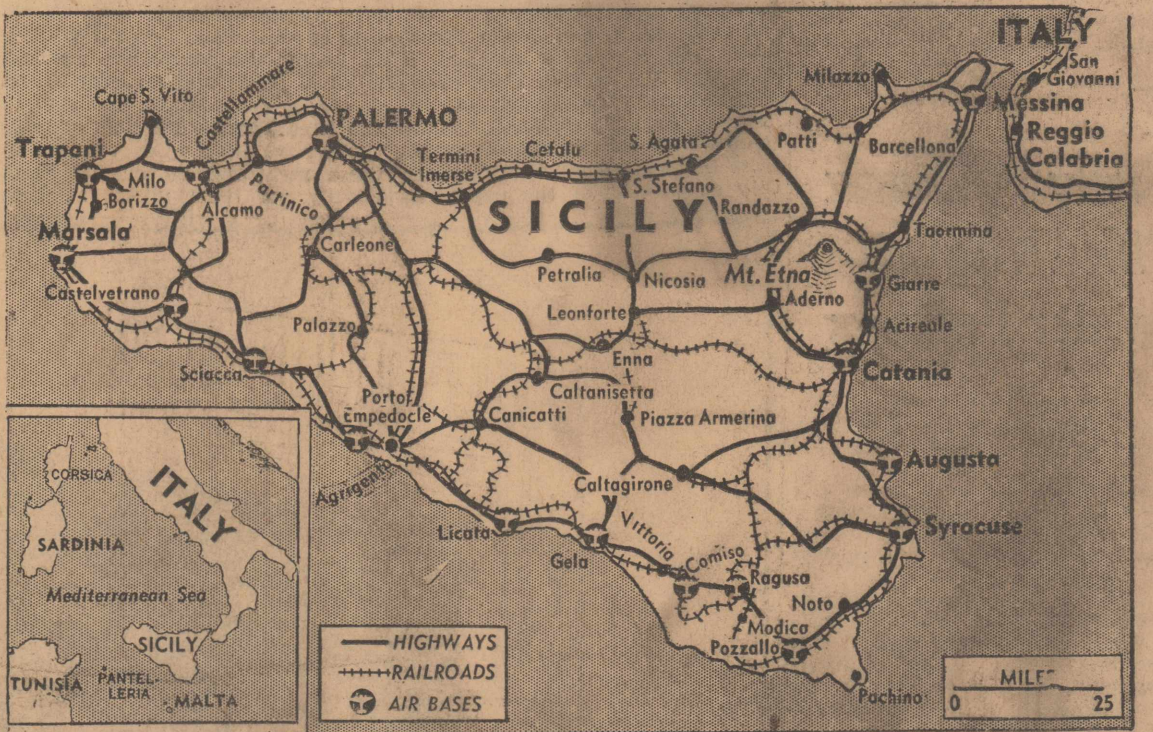 ITALY
San
Giovanni
Milazzo
Messina
Cape S. Vito
Castellammare
PALERMO
Reggio
Calabria
Patti
Barcellona
Trapani
Termini
Imerse
Cefalu
S. Agata
Milo
Borizzo
Alcamo
Partinico
S. Stefano
SICILY
Randazzo
Taormina
Marsala
Carleone
Petralia
Nicosia
Mt. Etna
Giarre
Castelvetrano
Leonforte
Aderno
Acireale
Palazzo
Enna
Sciacca
Catania
Caltanisetta
Porto
Empedocle
Canicatti
Piazza Armerina
Augusta
Agrigento
Caltagirone
Licata
Vittoria
Syracuse
Gela
Comiso
Ragusa
Noto
Modica
Pozzallo
Pachino
CORSICA
ITALY
SARDINIA
Mediterranean Sea
SICILY
TUNISIA
PANTEL-
LERIA
MALTA
HIGHWAYS
RAILROADS
AIR BASES
MILES
0 25